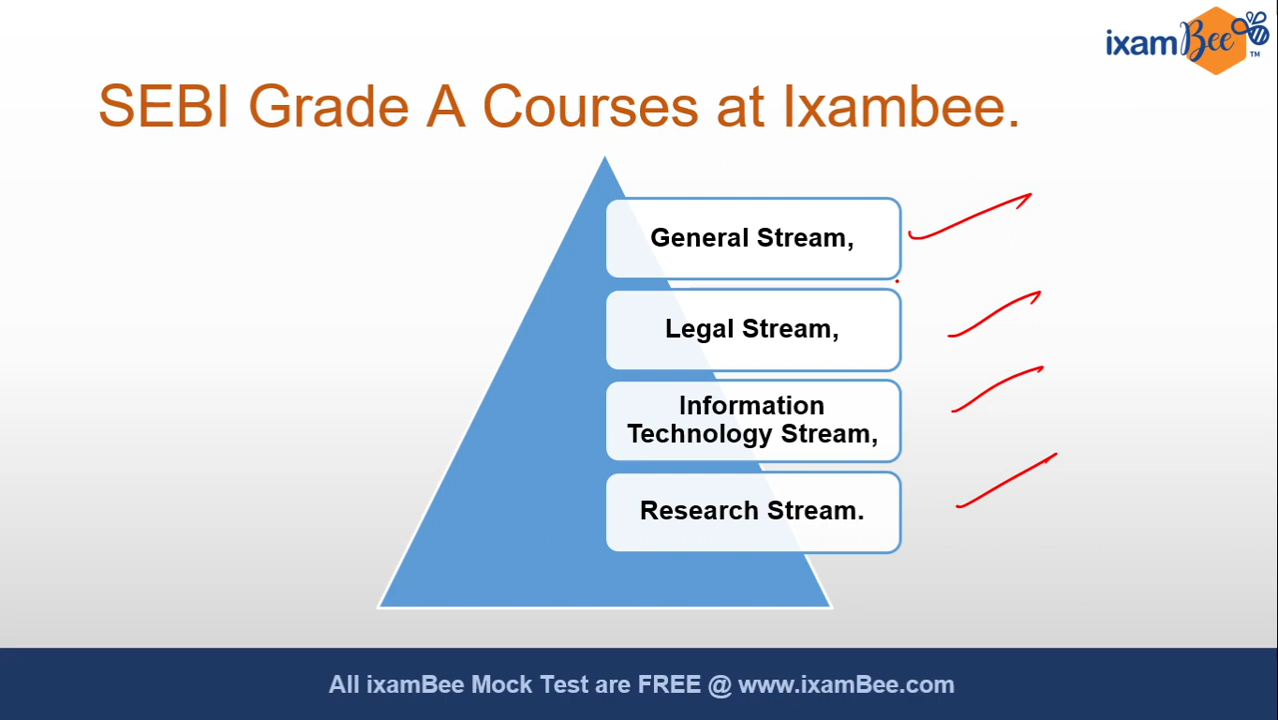 ixamBee
TM
SEBI Grade A Courses at Ixambee.
General Stream,
Legal Stream,
Information
Technology Stream,
Research Stream.
All ixamBee Mock Test are FREE @ www.ixamBee.com